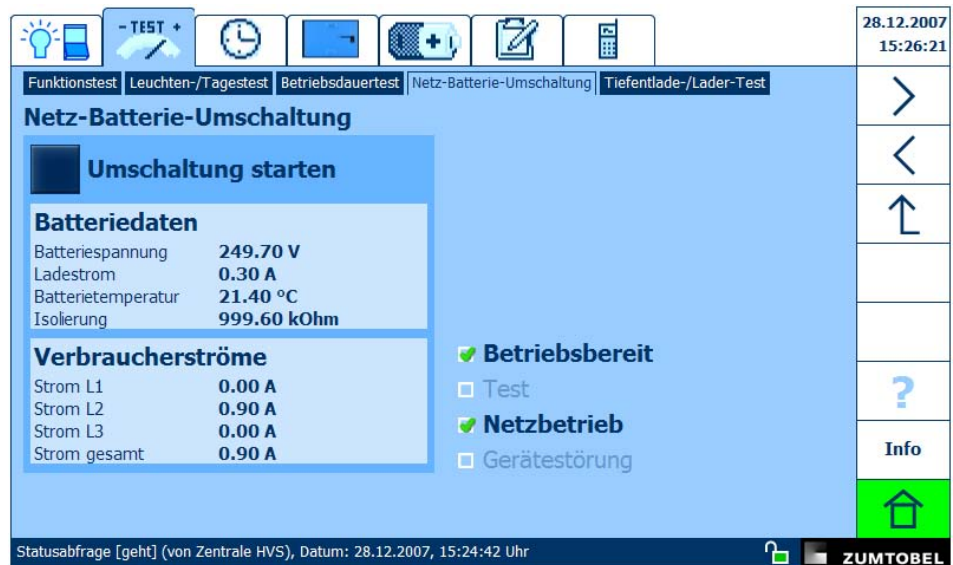 - TEST +
28.12.2007
15:26:21
Funktionstest Leuchten-/Tagestest Betriebsdauertest Netz-Batterie-Umschaltung Tiefentlade-/Lader-Test
Netz-Batterie-Umschaltung
Umschaltung starten
Batteriedaten
Batteriespannung 249.70 V
Ladestrom 0.30 A
Batterietemperatur 21.40 °C
Isolierung 999.60 kOhm
Verbraucherströme
Strom L1 0.00 A
Strom L2 0.90 A
Strom L3 0.00 A
Strom gesamt 0.90 A
Betriebsbereit
Test
Netzbetrieb
Gerätestörung
?
Info
Statusabfrage [geht] (von Zentrale HVS), Datum: 28.12.2007, 15:24:42 Uhr
ZUMTOBEL